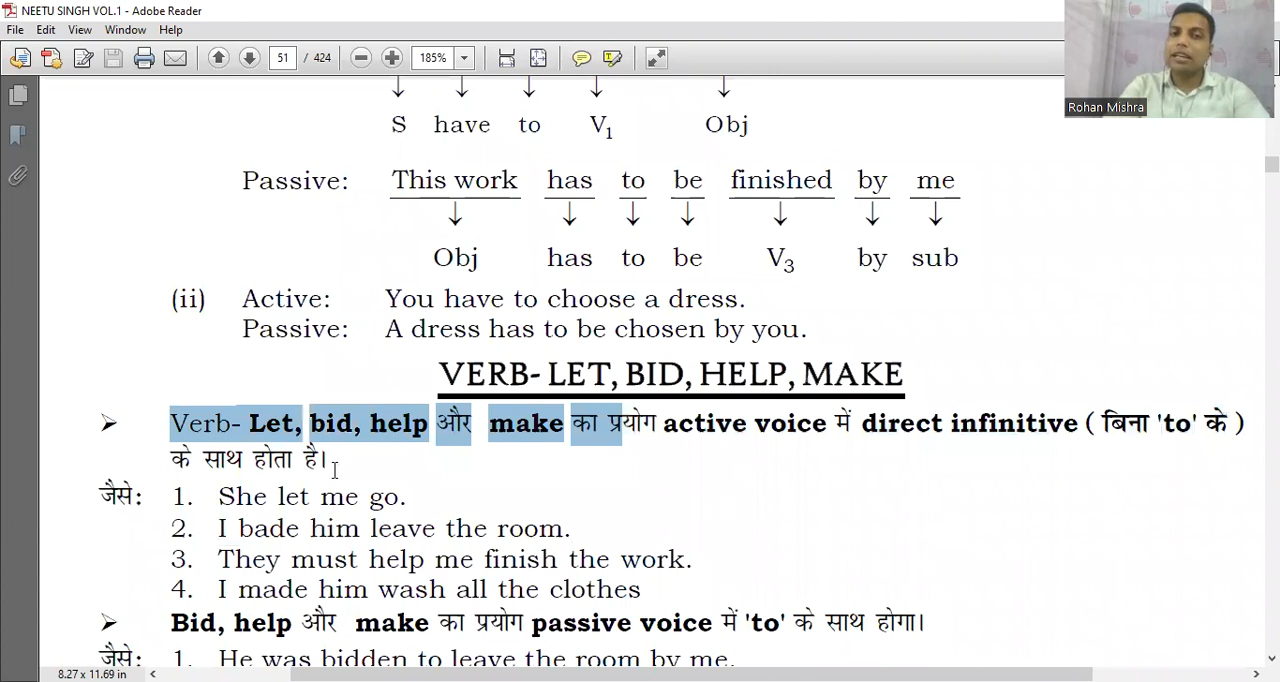 NEETU SINGH VOL.1 - Adobe Reader
File Edit View Window Help
51 / 424 185%
Rohan Mishra
S have to V₁ Obj
Passive: This work has to be finished by me
Obj has to be V₃ by sub
(ii) Active: You have to choose a dress.
Passive: A dress has to be chosen by you.
VERB- LET, BID, HELP, MAKE
➢ Verb- Let, bid, help और make का प्रयोग active voice में direct infinitive ( बिना 'to' के )
के साथ होता है।
जैसे: 1. She let me go.
2. I bade him leave the room.
3. They must help me finish the work.
4. I made him wash all the clothes
➢ Bid, help और make का प्रयोग passive voice में 'to' के साथ होगा।
जैसे: 1. He was bidden to leave the room by me.
8.27 x 11.69 in